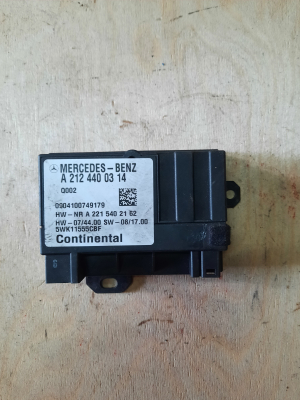 MERCEDES-BENZ
A 212 440 03 14
Q002
0904100749179
HW-NR A 221 540 21 62
HW-07/44.00 SW-08/17.00
5WK11555CBF
Continental